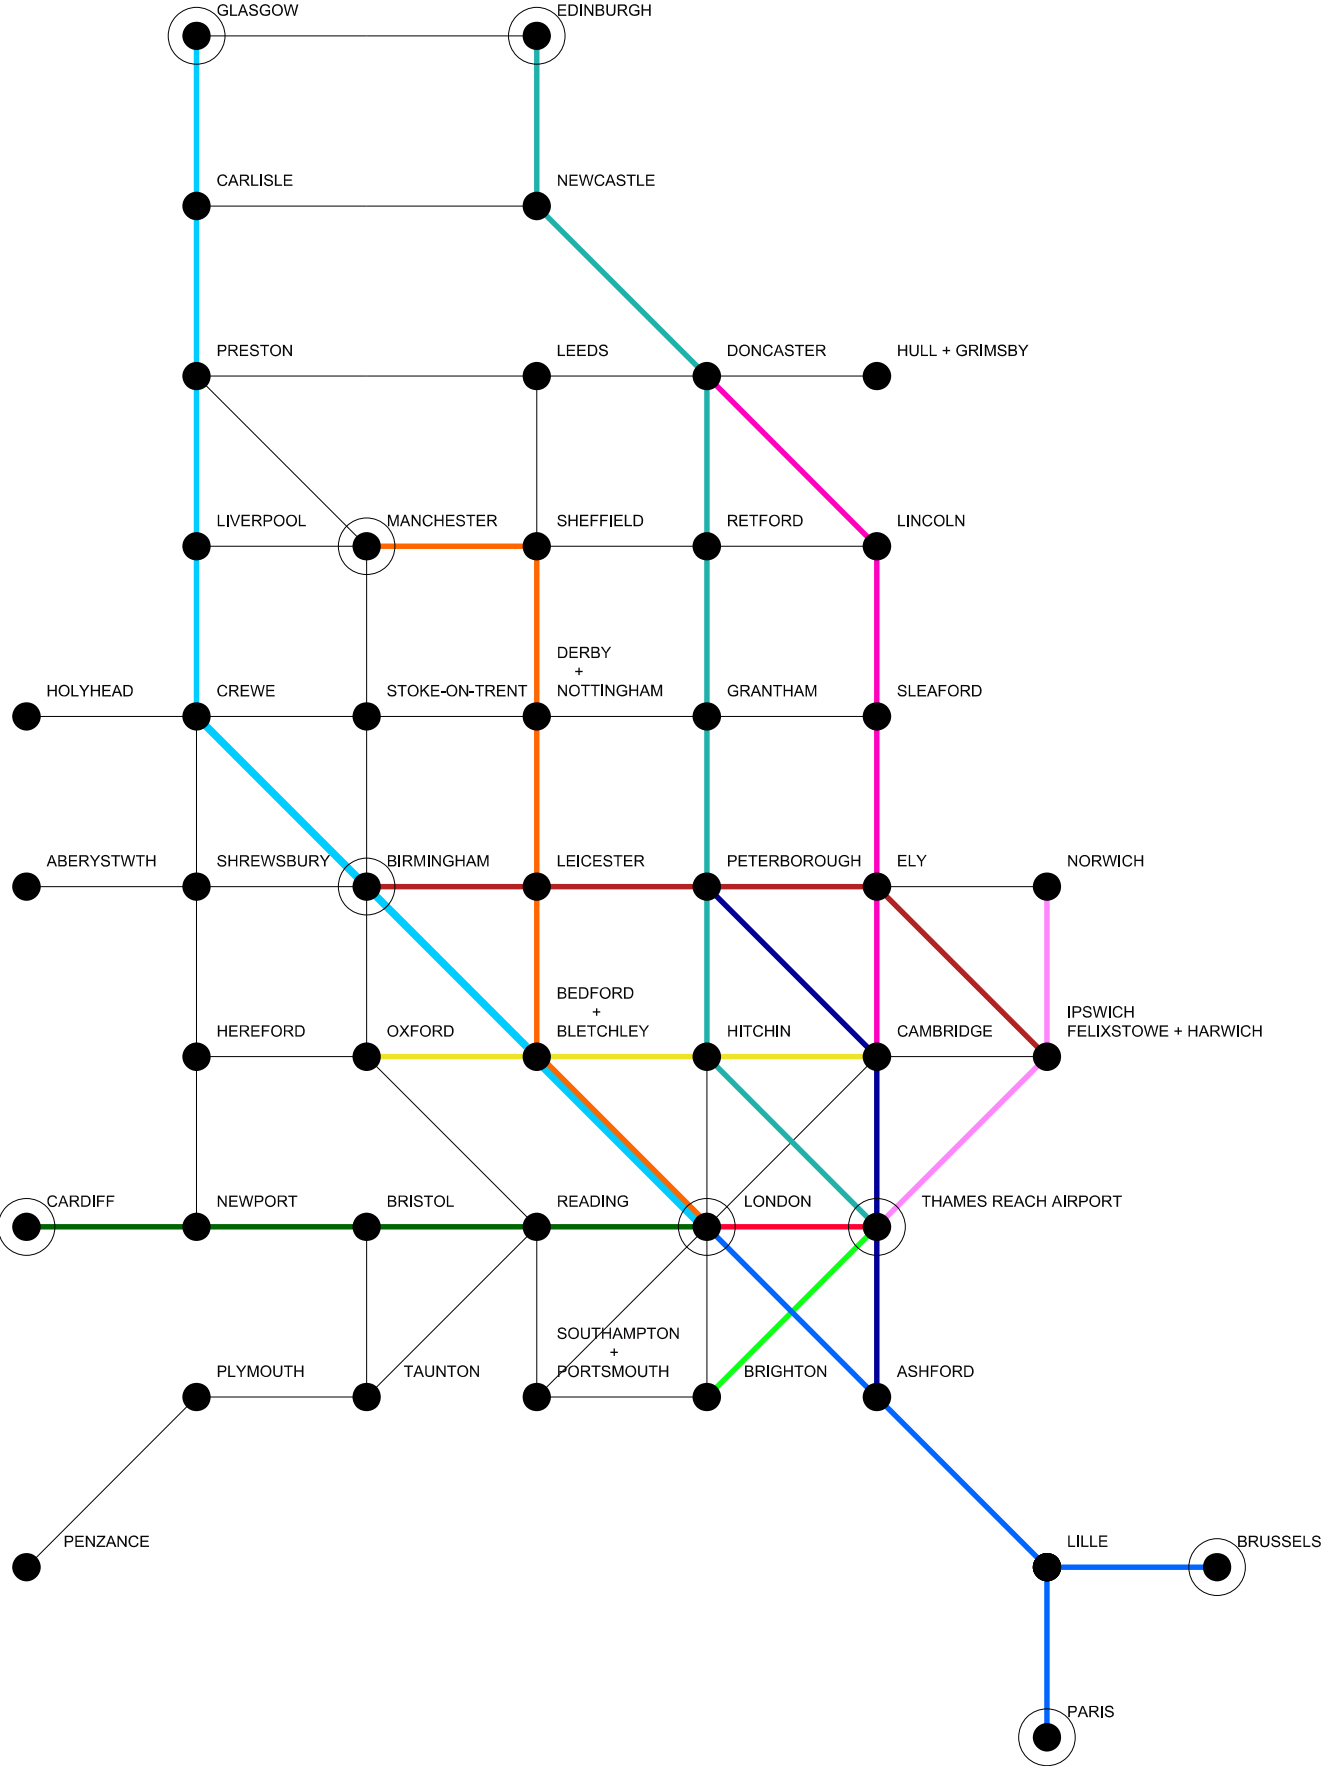 GLASGOW
EDINBURGH
CARLISLE
NEWCASTLE
PRESTON
LEEDS
DONCASTER
HULL + GRIMSBY
LIVERPOOL
MANCHESTER
SHEFFIELD
RETFORD
LINCOLN
HOLYHEAD
CREWE
STOKE-ON-TRENT
DERBY
+
NOTTINGHAM
GRANTHAM
SLEAFORD
ABERYSTWTH
SHREWSBURY
BIRMINGHAM
LEICESTER
PETERBOROUGH
ELY
NORWICH
HEREFORD
OXFORD
BEDFORD
+
BLETCHLEY
HITCHIN
CAMBRIDGE
IPSWICH
FELIXSTOWE + HARWICH
CARDIFF
NEWPORT
BRISTOL
READING
LONDON
THAMES REACH AIRPORT
PLYMOUTH
TAUNTON
SOUTHAMPTON
+
PORTSMOUTH
BRIGHTON
ASHFORD
PENZANCE
LILLE
BRUSSELS
PARIS